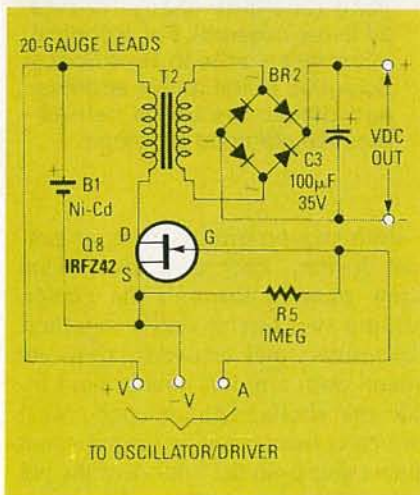 20-GAUGE LEADS
T2
BR2
~
-
+
+
~
+
B1
Ni-Cd
C3
100µF
35V
VDC
OUT
-
Q8
IRFZ42
D
G
S
R5
1MEG
+V
-V
A
TO OSCILLATOR/DRIVER